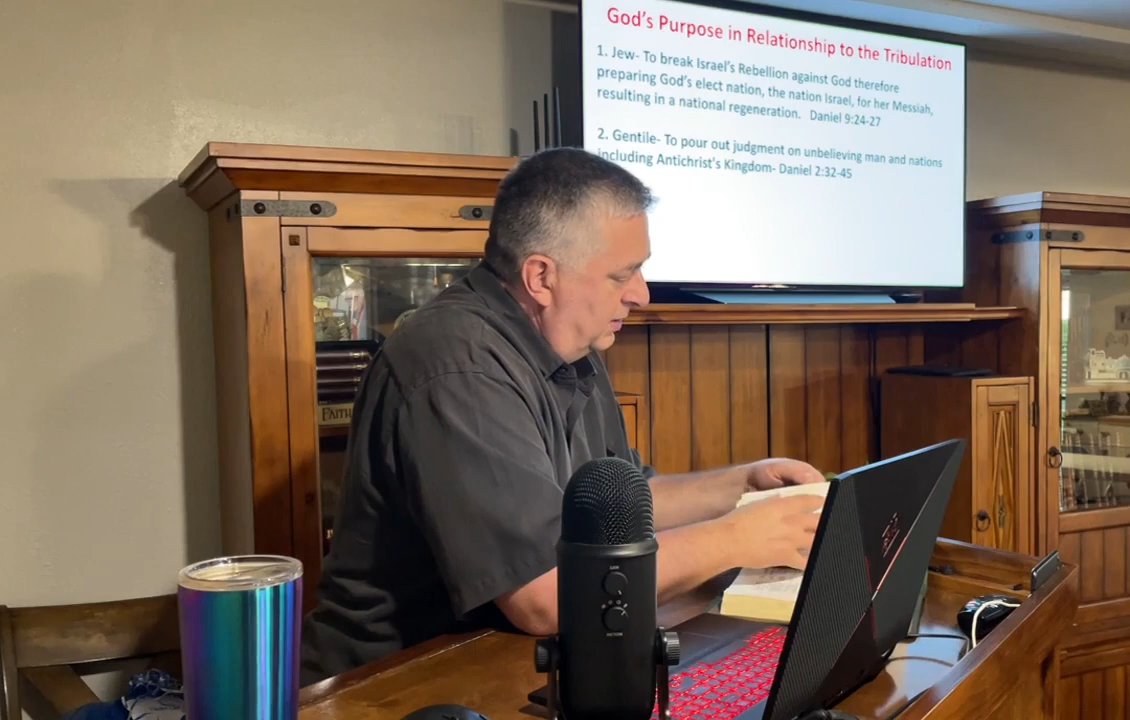 God's Purpose in Relationship to the Tribulation
1. Jew- To break Israel's Rebellion against God therefore
preparing God's elect nation, the nation Israel, for her Messiah,
resulting in a national regeneration. Daniel 9:24-27
2. Gentile- To pour out judgment on unbelieving man and nations
including Antichrist's Kingdom- Daniel 2:32-45
FAITH